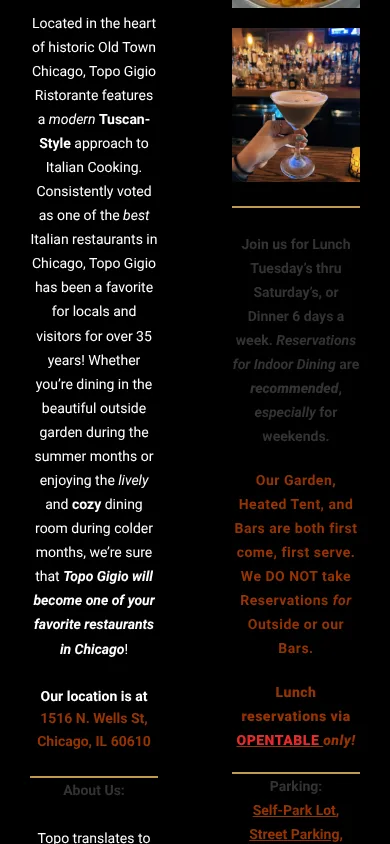 Located in the heart
of historic Old Town
Chicago, Topo Gigio
Ristorante features
a modern Tuscan-
Style approach to
Italian Cooking.
Consistently voted
as one of the best
Italian restaurants in
Chicago, Topo Gigio
has been a favorite
for locals and
visitors for over 35
years! Whether
you're dining in the
beautiful outside
garden during the
summer months or
enjoying the lively
and cozy dining
room during colder
months, we're sure
that Topo Gigio will
become one of your
favorite restaurants
in Chicago!
Our location is at
1516 N. Wells St,
Chicago, IL 60610
About Us:
Topo translates to
Join us for Lunch
Tuesday's thru
Saturday's, or
Dinner 6 days a
week. Reservations
for Indoor Dining are
recommended,
especially for
weekends.
Our Garden,
Heated Tent, and
Bars are both first
come, first serve.
We DO NOT take
Reservations for
Outside or our
Bars.
Lunch
reservations via
OPENTABLE only!
Parking:
Self-Park Lot,
Street Parking,